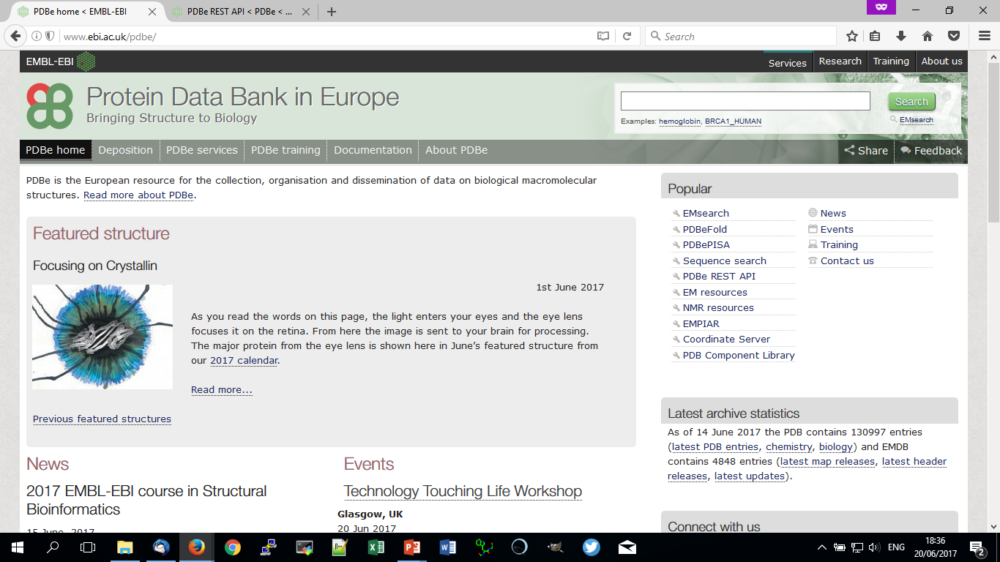 PDBe home < EMBL-EBI
PDBe REST API < PDBe < ...
www.ebi.ac.uk/pdbe/
Search
EMBL-EBI
Services
Research
Training
About us
Protein Data Bank in Europe
Bringing Structure to Biology
Search
Examples: hemoglobin, BRCA1_HUMAN
EMsearch
PDBe home
Deposition
PDBe services
PDBe training
Documentation
About PDBe
Share
Feedback
PDBe is the European resource for the collection, organisation and dissemination of data on biological macromolecular
structures. Read more about PDBe.
Featured structure
Focusing on Crystallin
1st June 2017
As you read the words on this page, the light enters your eyes and the eye lens
focuses it on the retina. From here the image is sent to your brain for processing.
The major protein from the eye lens is shown here in June's featured structure from
our 2017 calendar.
Read more...
Previous featured structures
News
2017 EMBL-EBI course in Structural
Bioinformatics
15 June, 2017
Events
Technology Touching Life Workshop
Glasgow, UK
20 Jun 2017
Popular
EMsearch
PDBeFold
PDBePISA
Sequence search
PDBe REST API
EM resources
NMR resources
EMPIAR
Coordinate Server
PDB Component Library
News
Events
Training
Contact us
Latest archive statistics
As of 14 June 2017 the PDB contains 130997 entries
(latest PDB entries, chemistry, biology) and EMDB
contains 4848 entries (latest map releases, latest header
releases, latest updates).
Connect with us
ENG
18:36
20/06/2017
2